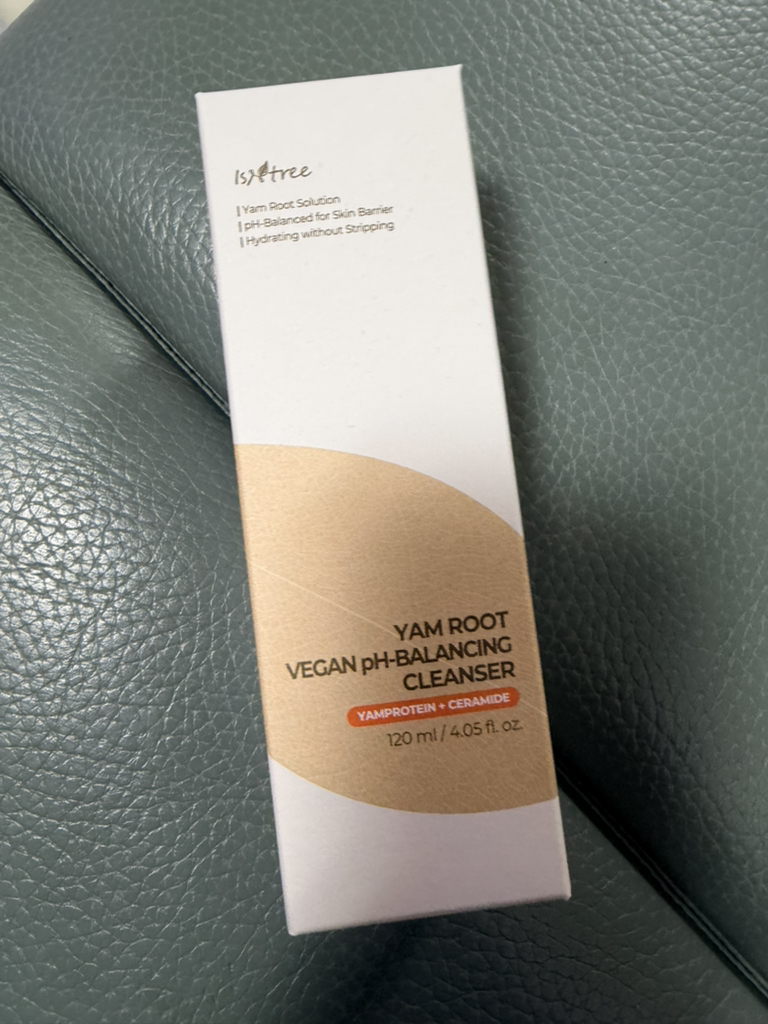 Isntree
Yam Root Solution
pH-Balanced for Skin Barrier
Hydrating without Stripping
YAM ROOT
VEGAN pH-BALANCING
CLEANSER
YAMPROTEIN + CERAMIDE
120 ml / 4.05 fl. oz.